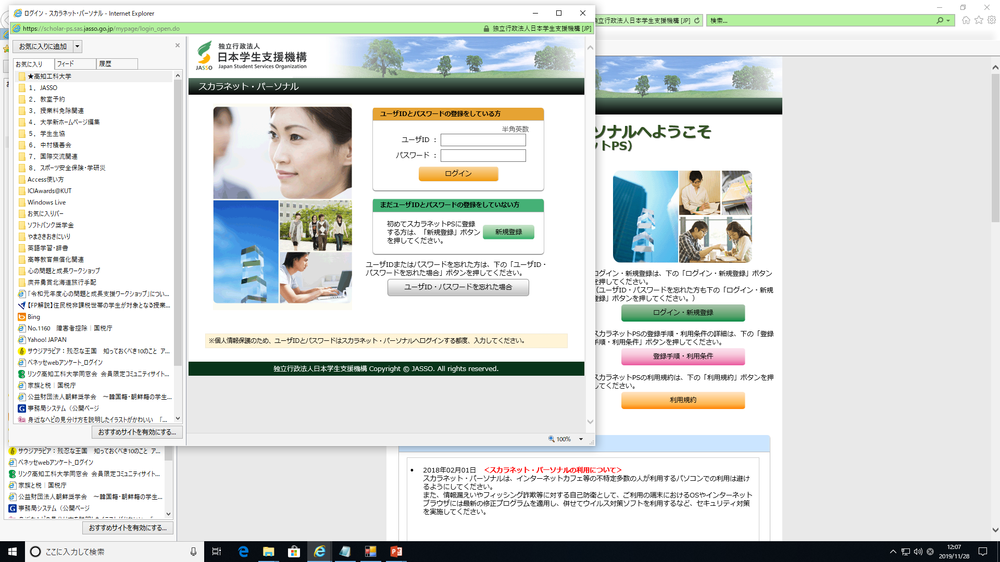 ログイン - スカラネット・パーソナル - Internet Explorer
https://scholar-ps.sas.jasso.go.jp/mypage/login_open.do
独立行政法人日本学生支援機構 [JP]
お気に入りに追加
お気に入り
フィード
履歴
★高知工科大学
１．JASSO
２．教室予約
３．授業料免除関連
４．大学新ホームページ編集
５．学生生協
６．中村積善会
７．国際交流関連
８．スポーツ安全保険・学研災
Access使い方
ICIAwards@KUT
Windows Live
お気に入りバー
ソフトバンク奨学金
やまさきおきにいり
英語学習・辞書
高等教育無償化関連
心の問題と成長ワークショップ
廣井勇賞北海道旅行手配
「令和元年度心の問題と成長支援ワークショップ」につい...
【FP解説】住民税非課税世帯の学生が対象となる授業...
Bing
No.1160　障害者控除｜国税庁
Yahoo! JAPAN
サウジアラビア：残忍な王国　知っておくべき10のこと ア...
ベネッセwebアンケート_ログイン
リンク高知工科大学同窓会 会員限定コミュニティサイト...
家族と税｜国税庁
公益財団法人朝鮮奨学会　～韓国籍・朝鮮籍の学生...
事務局システム（公開ページ
身近なヘビの見分け方を説明したイラストがかわいい　「...
おすすめサイトを有効にする...
JASSO
独立行政法人
日本学生支援機構
Japan Student Services Organization
スカラネット・パーソナル
ユーザIDとパスワードの登録をしている方
半角英数
ユーザID ：
パスワード ：
ログイン
まだユーザIDとパスワードの登録をしていない方
初めてスカラネットPSに登録
する方は、「新規登録」ボタン
を押してください。
新規登録
ユーザIDまたはパスワードを忘れた方は、下の「ユーザID・
パスワードを忘れた場合」ボタンを押してください。
ユーザID・パスワードを忘れた場合
※個人情報保護のため、ユーザIDとパスワードはスカラネット・パーソナルへログインする都度、入力してください。
独立行政法人日本学生支援機構 Copyright © JASSO. All rights reserved.
100%
立行政法人日本学生支援機構 [JP]
検索...
ソナルへようこそ
トPS)
ログイン・新規登録は、下の「ログイン・新規登録」ボタン
を押してください。
（ユーザID・パスワードを忘れた方も下の「ログイン・新規
登録」ボタンを押してください。）
ログイン・新規登録
スカラネットPSの登録手順・利用条件の詳細は、下の「登録
手順・利用条件」ボタンを押してください。
登録手順・利用条件
スカラネットPSの利用規約は、下の「利用規約」ボタンを押
してください。
利用規約
サウジアラビア：残忍な王国　知っておくべき10のこと ア...
ベネッセwebアンケート_ログイン
リンク高知工科大学同窓会 会員限定コミュニティサイト...
家族と税｜国税庁
公益財団法人朝鮮奨学会　～韓国籍・朝鮮籍の学生...
事務局システム（公開ページ
おすすめサイトを有効にする...
2018年02月01日　＜スカラネット・パーソナルの利用について＞
スカラネット・パーソナルは、インターネットカフェ等の不特定多数の人が利用するパソコンでの利用は避け
るようにしてください。
また、情報漏えいやフィッシング詐欺等に対する自己防衛として、ご利用の端末におけるOSやインターネット
ブラウザには最新の修正プログラムを適用し、併せてウイルス対策ソフトを利用するなど、セキュリティ対策
を実施してください。
ここに入力して検索
12:07
2019/11/28